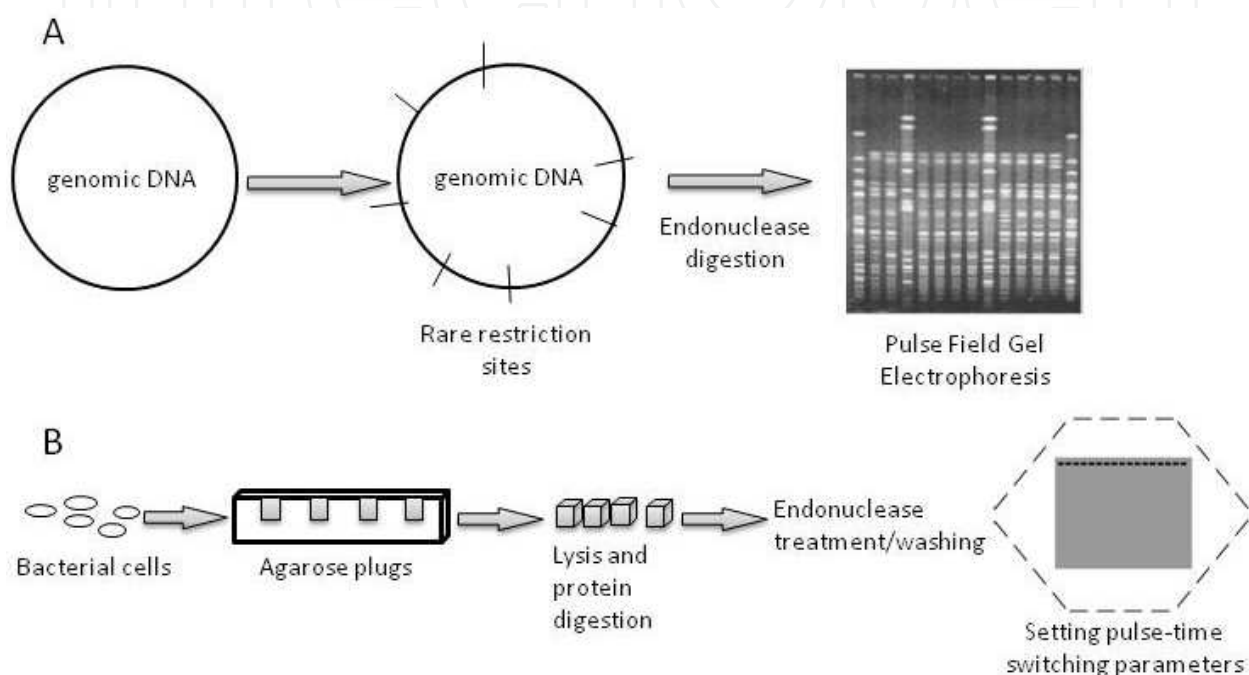 A
genomic DNA
genomic DNA
Endonuclease
digestion
Rare restriction
sites
Pulse Field Gel
Electrophoresis
B
Bacterial cells
Agarose plugs
Lysis and
protein
digestion
Endonuclease
treatment/washing
Setting pulse-time
switching parameters